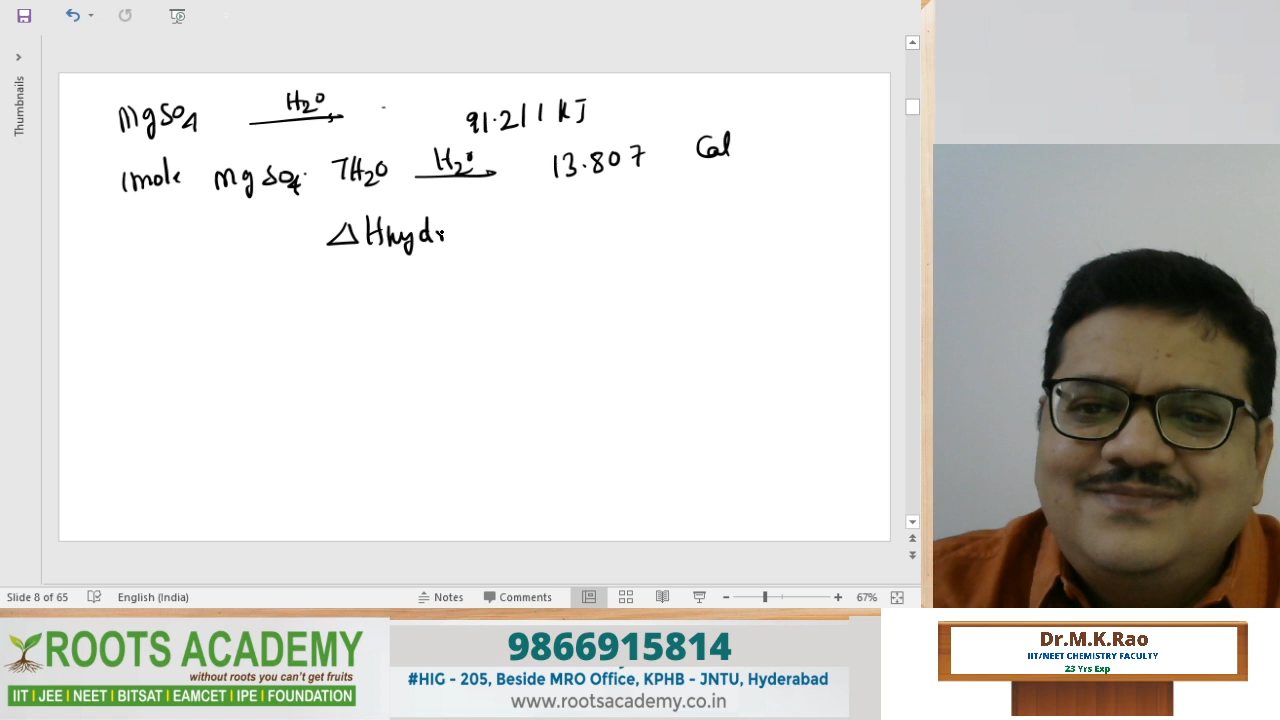 Thumbnails
MgSO4 H2O 91.211 kJ
1mole MgSO4. 7H2O H2O 13.807 Cal
ΔHhydr
Slide 8 of 65 English (India) Notes Comments 67%
ROOTS ACADEMY
without roots you can't get fruits
IIT I JEE I NEET I BITSAT I EAMCET I IPE I FOUNDATION
9866915814
#HIG - 205, Beside MRO Office, KPHB - JNTU, Hyderabad
www.rootsacademy.co.in
Dr.M.K.Rao
IIT/NEET CHEMISTRY FACULTY
23 Yrs Exp